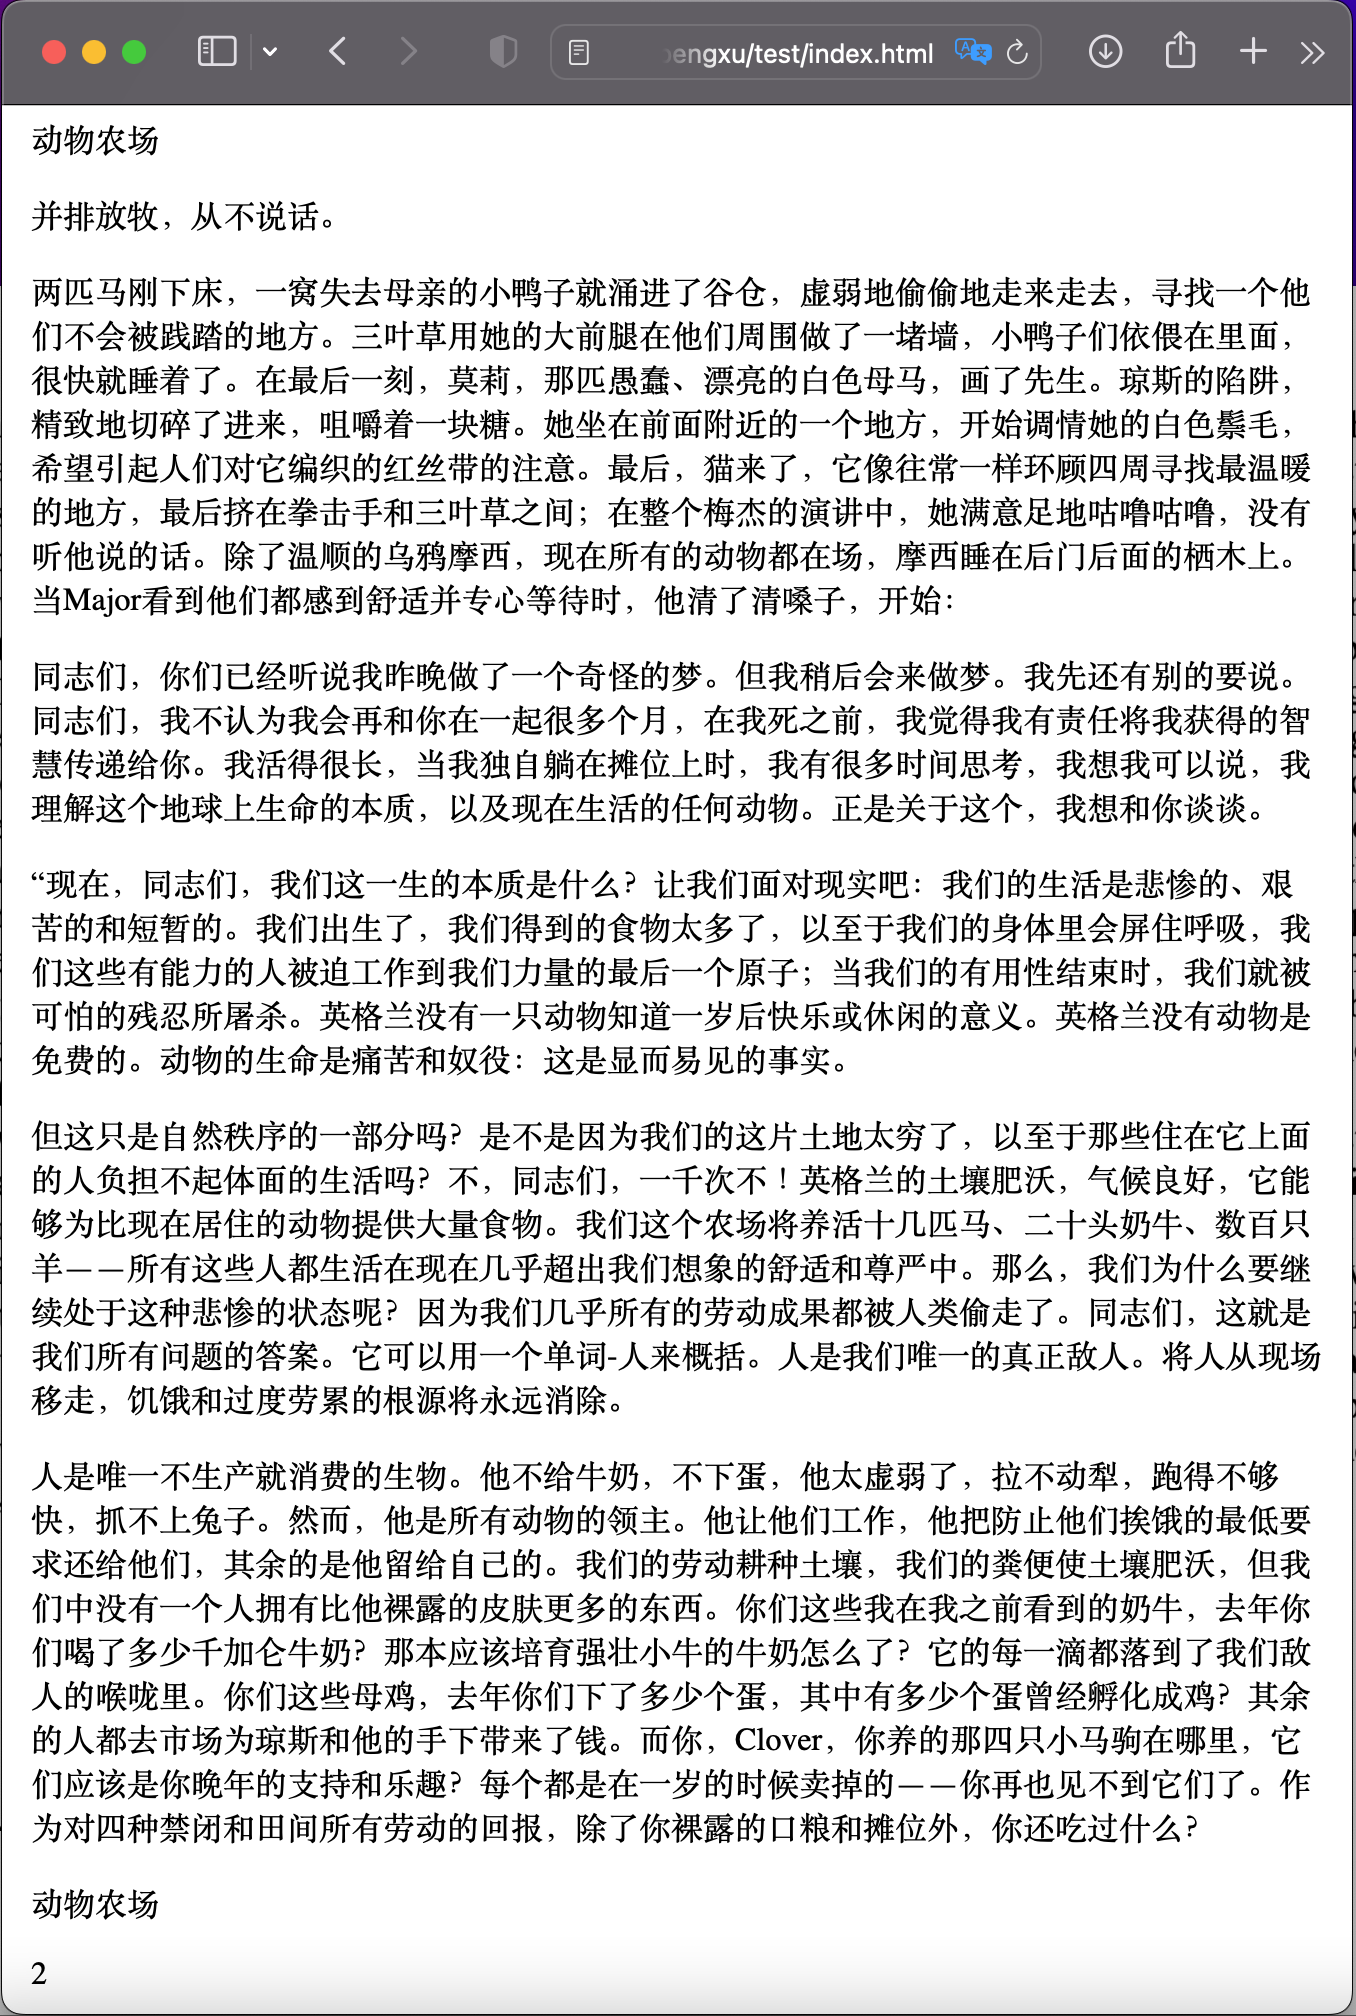 engxu/test/index.html
动物农场
并排放牧，从不说话。
两匹马刚下床，一窝失去母亲的小鸭子就涌进了谷仓，虚弱地偷偷地走来走去，寻找一个他
们不会被践踏的地方。三叶草用她的大前腿在他们周围做了一堵墙，小鸭子们依偎在里面，
很快就睡着了。在最后一刻，莫莉，那匹愚蠢、漂亮的白色母马，画了先生。琼斯的陷阱，
精致地切碎了进来，咀嚼着一块糖。她坐在前面附近的一个地方，开始调情她的白色鬃毛，
希望引起人们对它编织的红丝带的注意。最后，猫来了，它像往常一样环顾四周寻找最温暖
的地方，最后挤在拳击手和三叶草之间；在整个梅杰的演讲中，她满意足地咕噜咕噜，没有
听他说的话。除了温顺的乌鸦摩西，现在所有的动物都在场，摩西睡在后门后面的栖木上。
当Major看到他们都感到舒适并专心等待时，他清了清嗓子，开始：
同志们，你们已经听说我昨晚做了一个奇怪的梦。但我稍后会来做梦。我先还有别的要说。
同志们，我不认为我会再和你在一起很多个月，在我死之前，我觉得我有责任将我获得的智
慧传递给你。我活得很长，当我独自躺在摊位上时，我有很多时间思考，我想我可以说，我
理解这个地球上生命的本质，以及现在生活的任何动物。正是关于这个，我想和你谈谈。
“现在，同志们，我们这一生的本质是什么？让我们面对现实吧：我们的生活是悲惨的、艰
苦的和短暂的。我们出生了，我们得到的食物太多了，以至于我们的身体里会屏住呼吸，我
们这些有能力的人被迫工作到我们力量的最后一个原子；当我们的有用性结束时，我们就被
可怕的残忍所屠杀。英格兰没有一只动物知道一岁后快乐或休闲的意义。英格兰没有动物是
免费的。动物的生命是痛苦和奴役：这是显而易见的事实。
但这只是自然秩序的一部分吗？是不是因为我们的这片土地太穷了，以至于那些住在它上面
的人负担不起体面的生活吗？不，同志们，一千次不！英格兰的土壤肥沃，气候良好，它能
够为比现在居住的动物提供大量食物。我们这个农场将养活十几匹马、二十头奶牛、数百只
羊——所有这些人都生活在现在几乎超出我们想象的舒适和尊严中。那么，我们为什么要继
续处于这种悲惨的状态呢？因为我们几乎所有的劳动成果都被人类偷走了。同志们，这就是
我们所有问题的答案。它可以用一个单词-人来概括。人是我们唯一的真正敌人。将人从现场
移走，饥饿和过度劳累的根源将永远消除。
人是唯一不生产就消费的生物。他不给牛奶，不下蛋，他太虚弱了，拉不动犁，跑得不够
快，抓不上兔子。然而，他是所有动物的领主。他让他们工作，他把防止他们挨饿的最低要
求还给他们，其余的是他留给自己的。我们的劳动耕种土壤，我们的粪便使土壤肥沃，但我
们中没有一个人拥有比他裸露的皮肤更多的东西。你们这些我在我之前看到的奶牛，去年你
们喝了多少千加仑牛奶？那本应该培育强壮小牛的牛奶怎么了？它的每一滴都落到了我们敌
人的喉咙里。你们这些母鸡，去年你们下了多少个蛋，其中有多少个蛋曾经孵化成鸡？其余
的人都去市场为琼斯和他的手下带来了钱。而你，Clover，你养的那四只小马驹在哪里，它
们应该是你晚年的支持和乐趣？每个都是在一岁的时候卖掉的——你再也见不到它们了。作
为对四种禁闭和田间所有劳动的回报，除了你裸露的口粮和摊位外，你还吃过什么？
动物农场
2